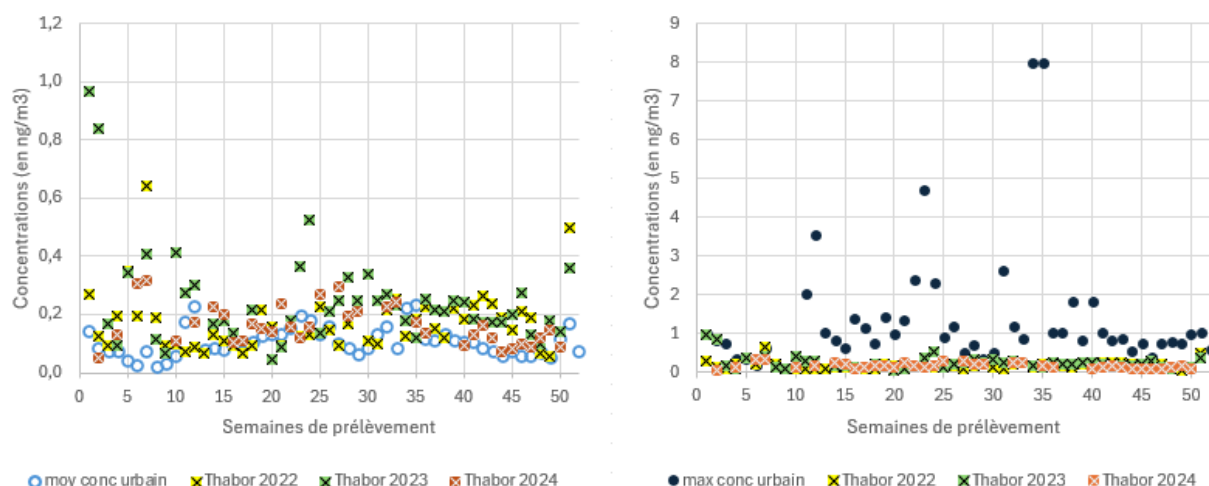 Concentrations (en ng/m3)
1,2
1,0
0,8
0,6
0,4
0,2
0,0
0 5 10 15 20 25 30 35 40 45 50
Semaines de prélèvement
moy conc urbain Thabor 2022 Thabor 2023 Thabor 2024
Concentrations (en ng/m3)
9
8
7
6
5
4
3
2
1
0
0 5 10 15 20 25 30 35 40 45 50
Semaines de prélèvement
max conc urbain Thabor 2022 Thabor 2023 Thabor 2024